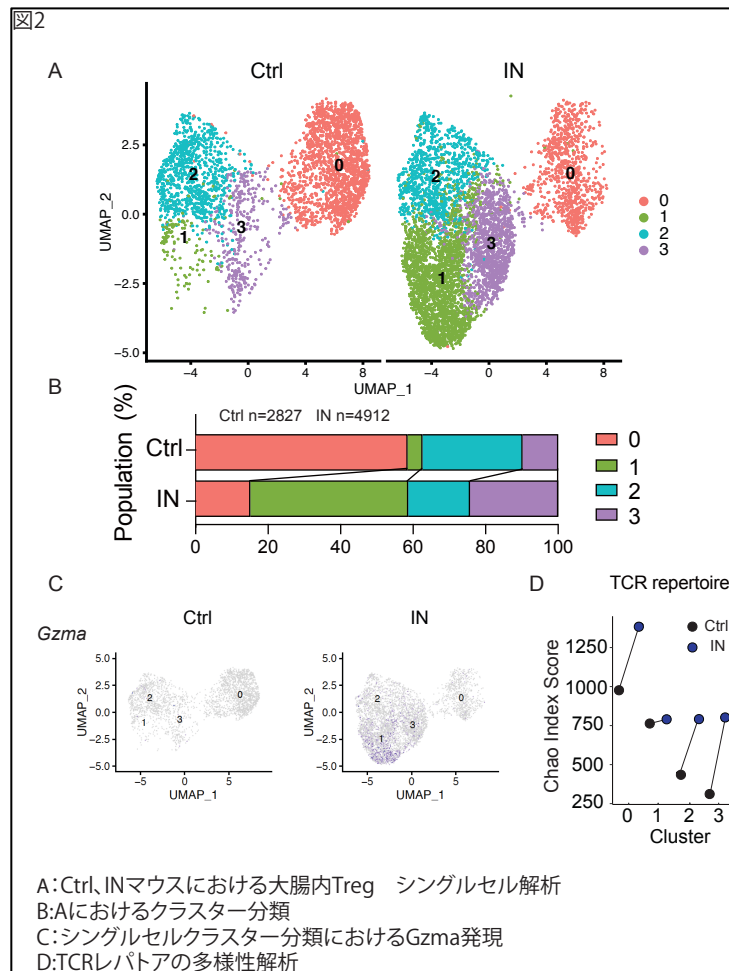 図2
A
Ctrl
IN
UMAP_2
2.5
0.0
−2.5
−5.0
2
0
3
1
2
0
3
1
0
1
2
3
−4
0
4
8
−4
0
4
8
UMAP_1
B
Ctrl n=2827 IN n=4912
Population (%)
Ctrl
IN
0
20
40
60
80
100
0
1
2
3
C
Gzma
Ctrl
IN
UMAP_2
5.0
2.5
0.0
−2.5
−5.0
2
0
1
3
−5
0
5
UMAP_1
UMAP_2
5.0
2.5
0.0
−2.5
−5.0
2
0
3
1
−5
0
5
UMAP_1
D
TCR repertoire
Ctrl
IN
Chao Index Score
1250
1000
750
500
250
0
1
2
3
Cluster
A：Ctrl、INマウスにおける大腸内Treg　シングルセル解析
B:Aにおけるクラスター分類
C：シングルセルクラスター分類におけるGzma発現
D:TCRレパトアの多様性解析